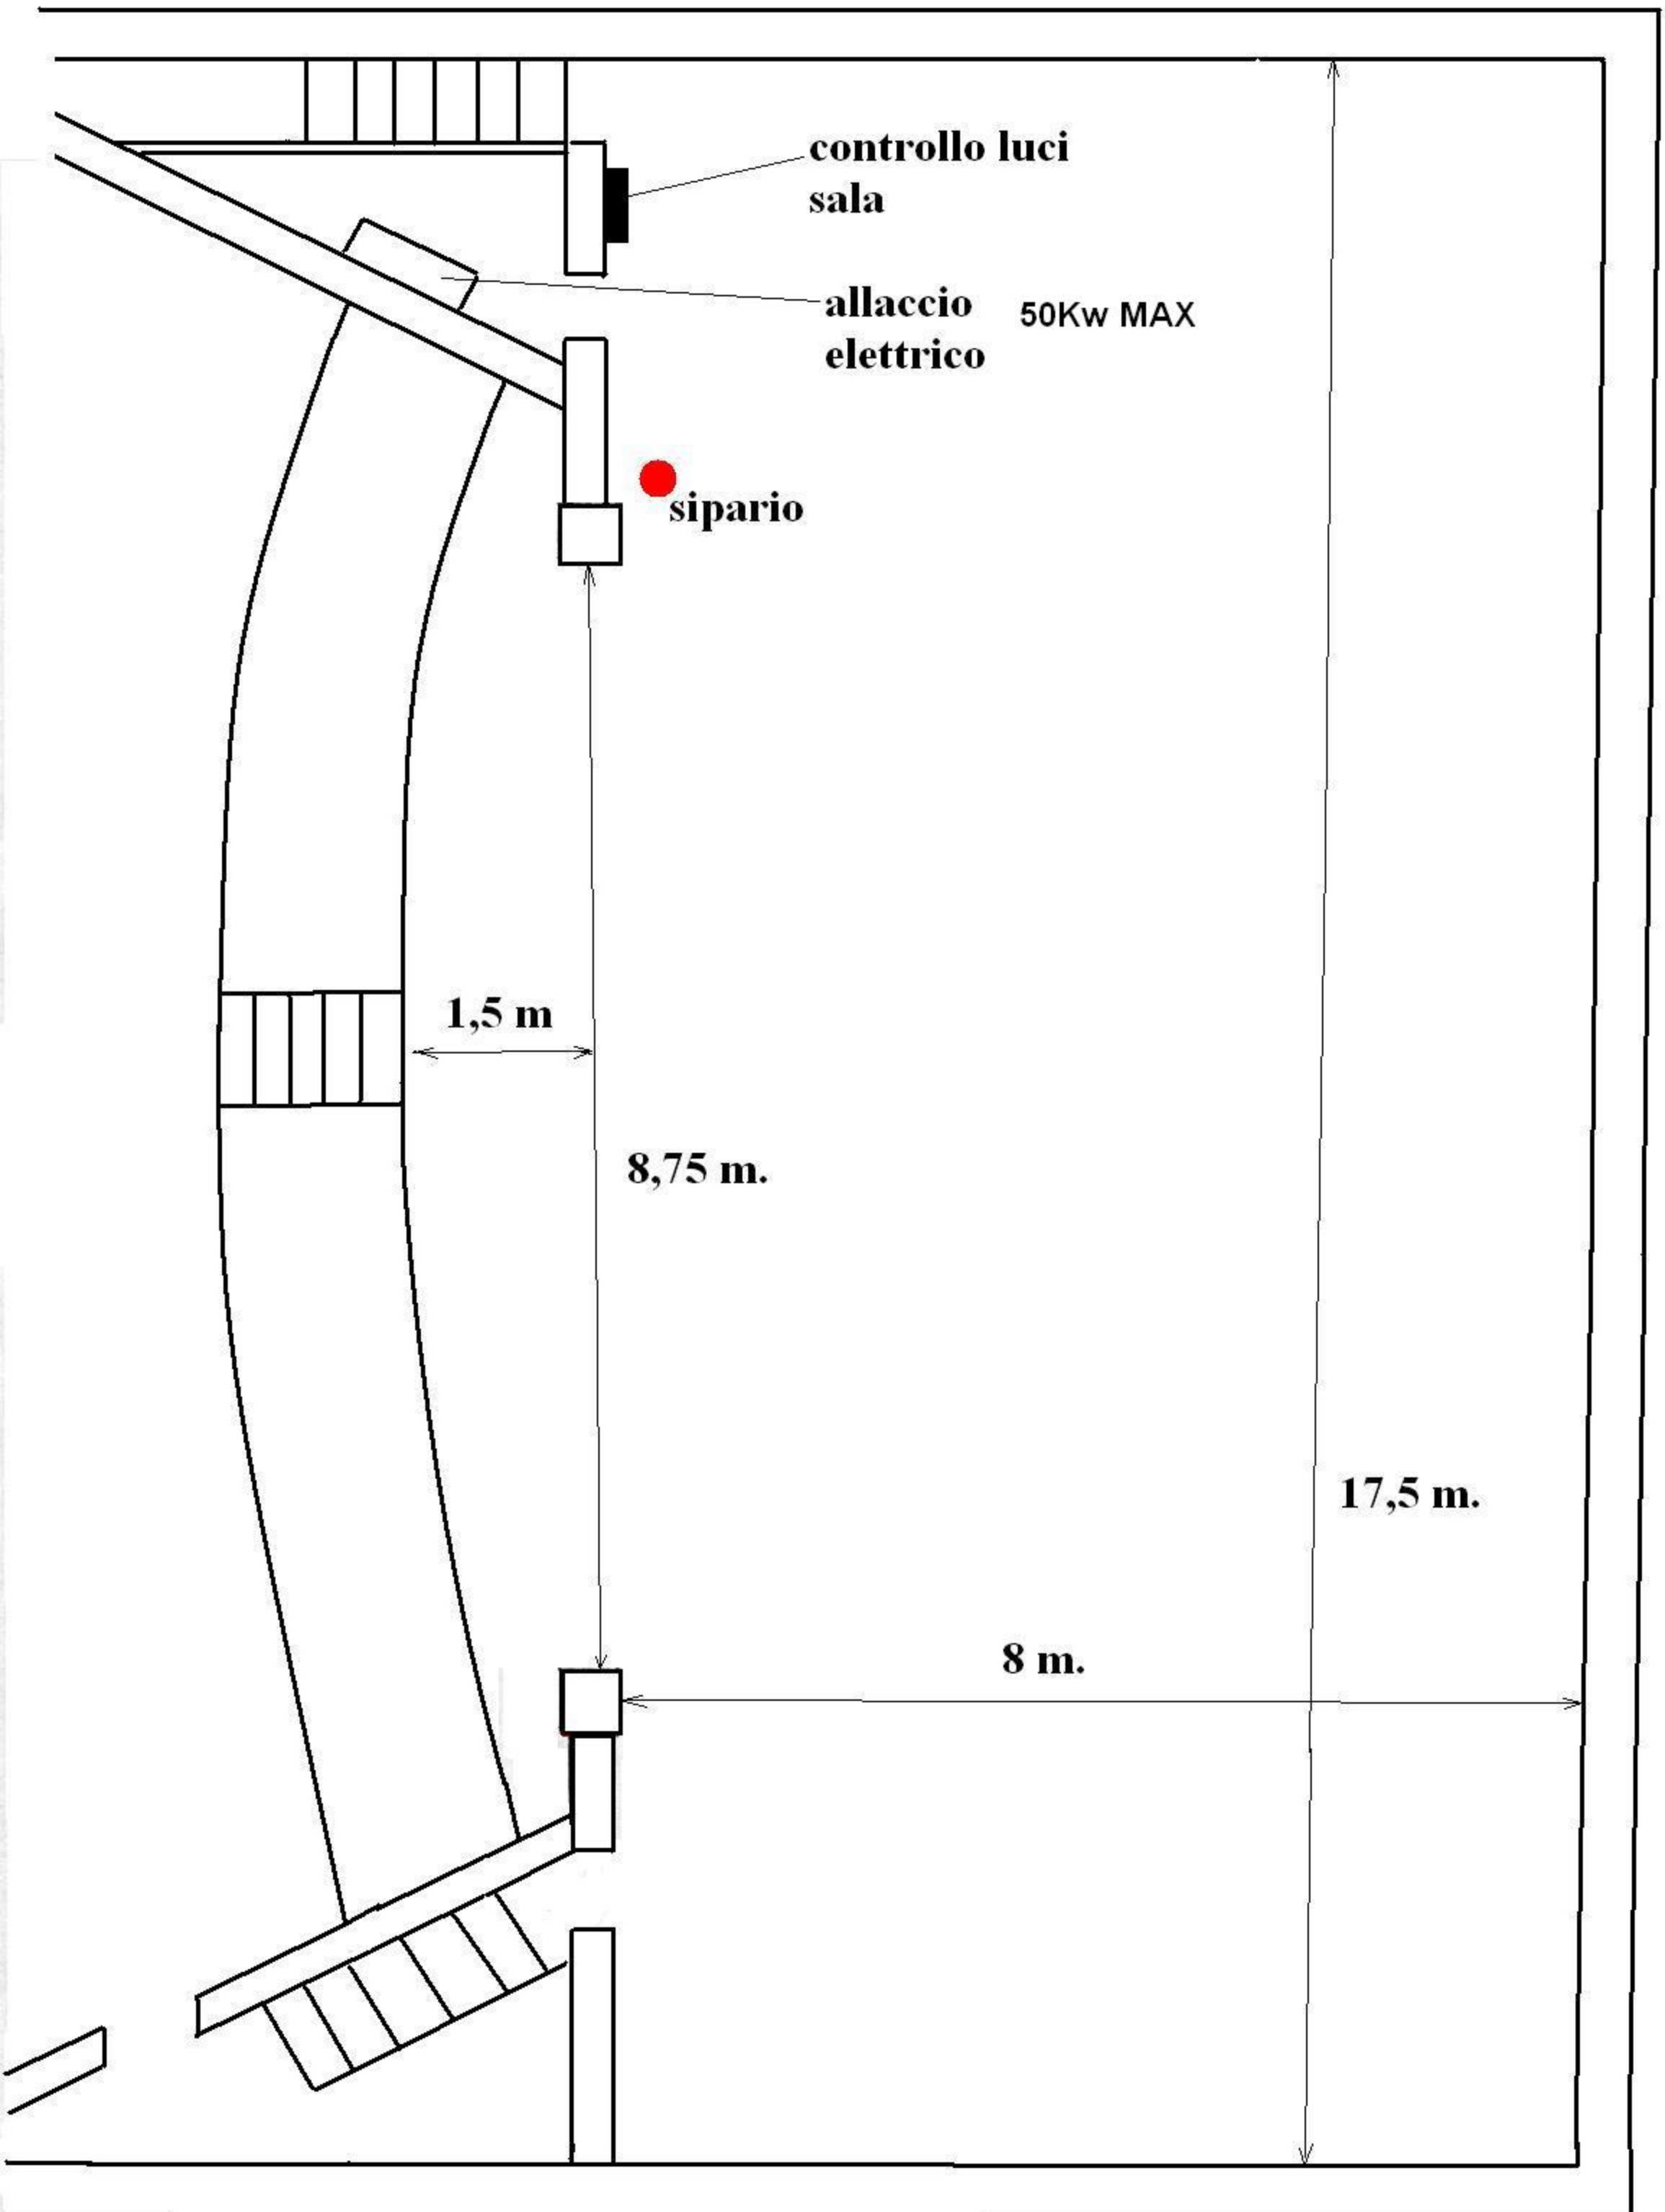 controllo luci
sala
allaccio
elettrico
50Kw MAX
sipario
1,5 m
8,75 m.
17,5 m.
8 m.